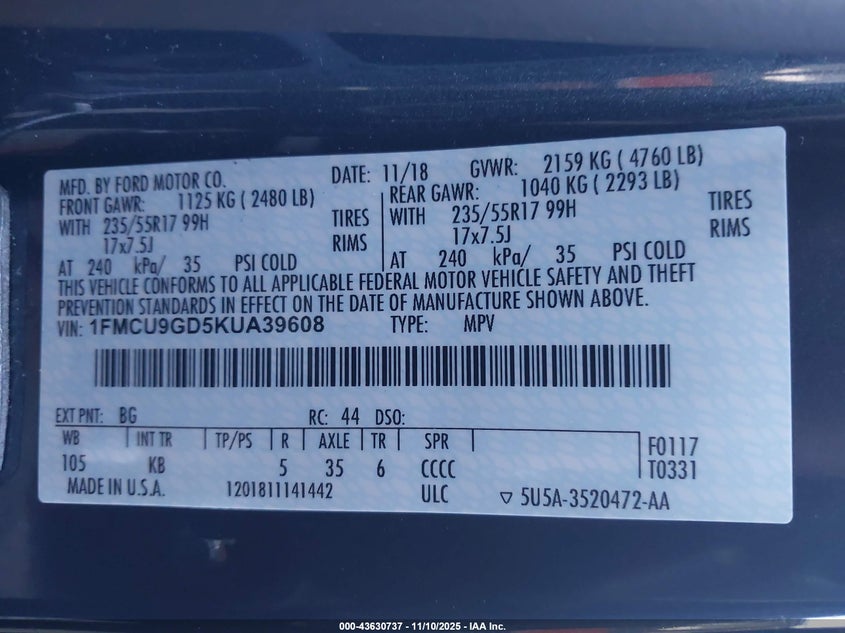 MFD. BY FORD MOTOR CO. DATE: 11/18 GVWR: 2159 KG ( 4760 LB)
FRONT GAWR: 1125 KG ( 2480 LB) REAR GAWR: 1040 KG ( 2293 LB)
WITH 235/55R17 99H TIRES WITH 235/55R17 99H TIRES
17x7.5J RIMS 17x7.5J RIMS
AT 240 kPa/ 35 PSI COLD AT 240 kPa/ 35 PSI COLD
THIS VEHICLE CONFORMS TO ALL APPLICABLE FEDERAL MOTOR VEHICLE SAFETY AND THEFT
PREVENTION STANDARDS IN EFFECT ON THE DATE OF MANUFACTURE SHOWN ABOVE.
VIN: 1FMCU9GD5KUA39608 TYPE: MPV
EXT PNT: BG RC: 44 DSO:
WB INT TR TP/PS R AXLE TR SPR F0117
105 KB 5 35 6 CCCC T0331
MADE IN U.S.A. 1201811141442 ULC ▽ 5U5A-3520472-AA
000-43630737 - 11/10/2025 - IAA Inc.